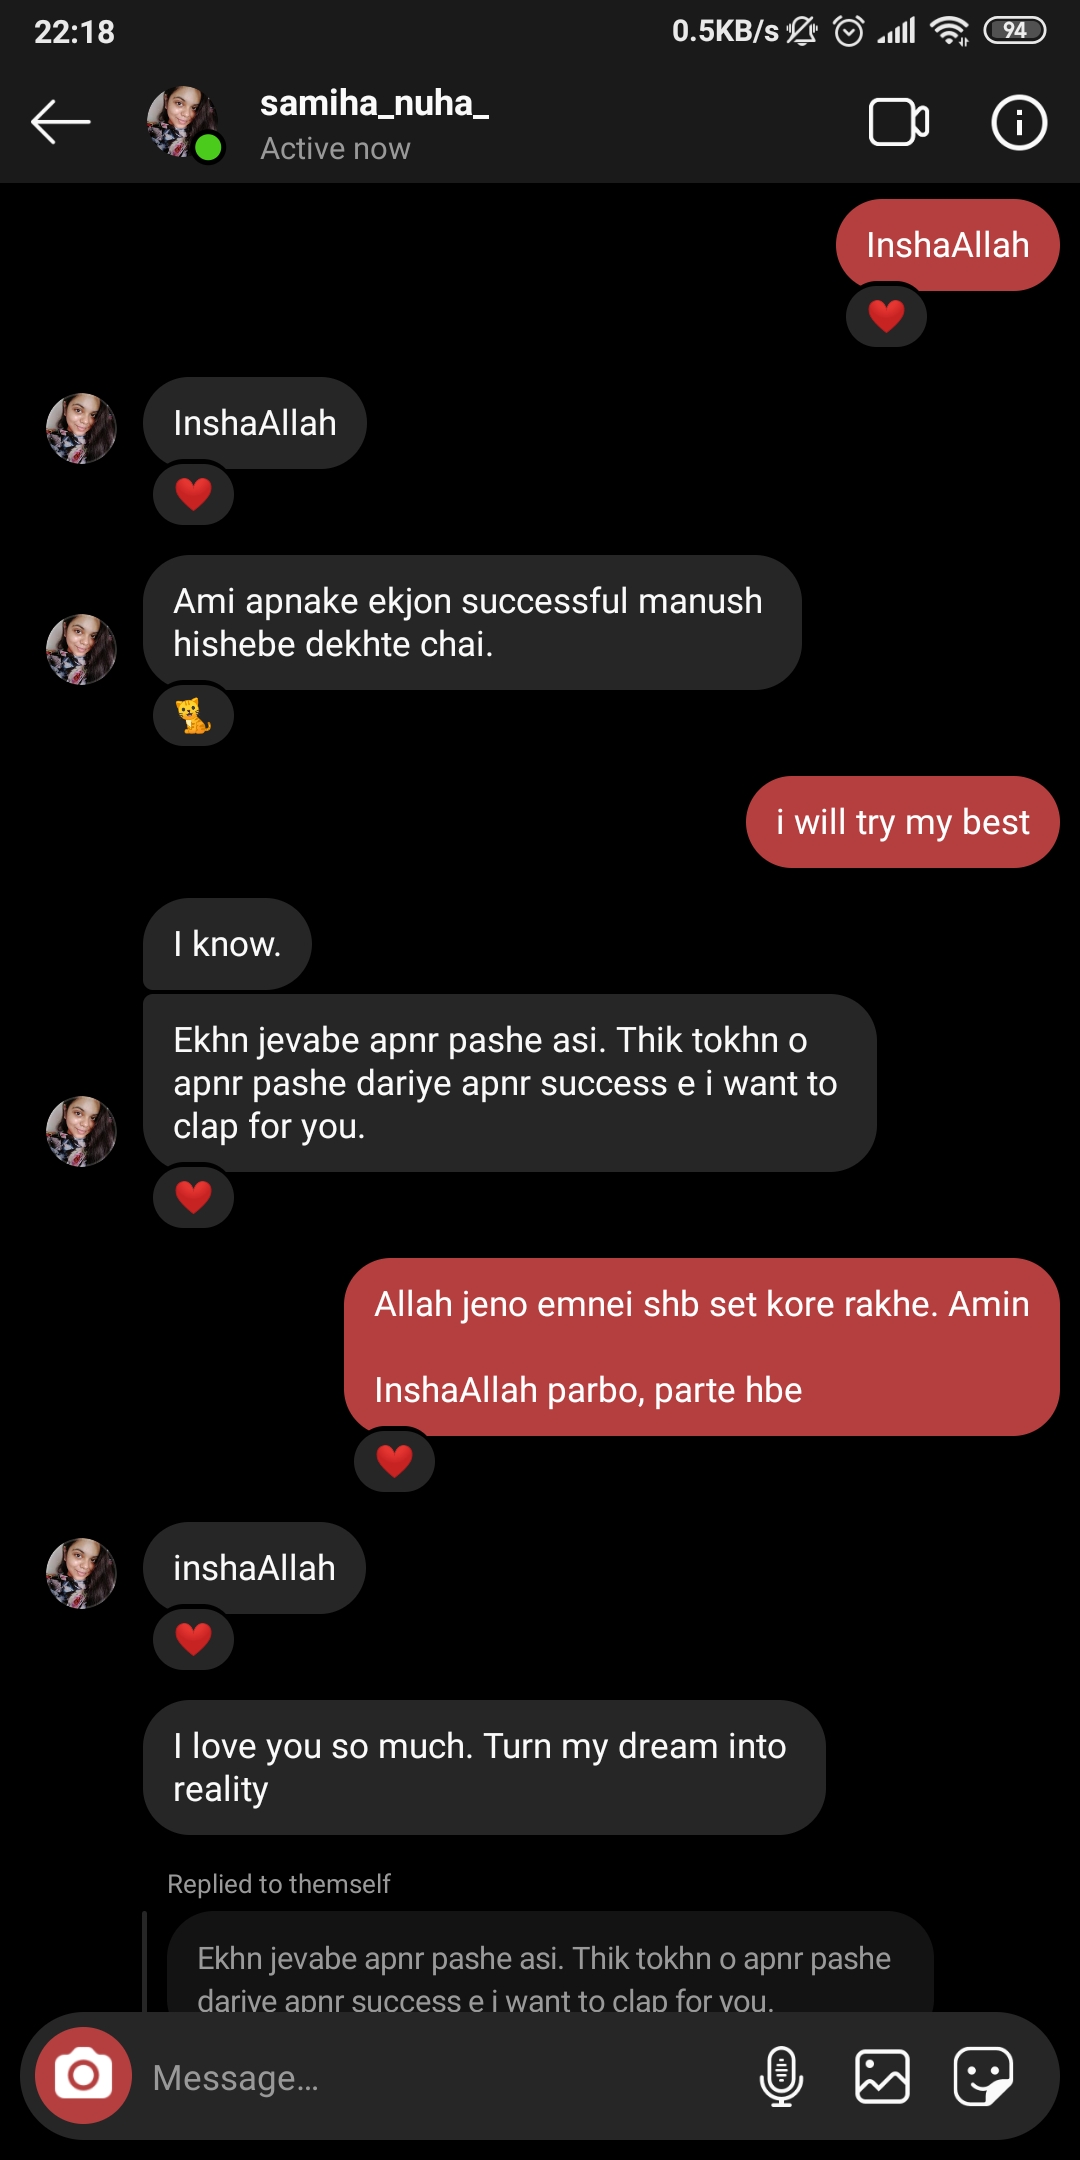 22:18
0.5KB/s
94
samiha_nuha_
Active now
InshaAllah
InshaAllah
Ami apnake ekjon successful manush
hishebe dekhte chai.
i will try my best
I know.
Ekhn jevabe apnr pashe asi. Thik tokhn o
apnr pashe dariye apnr success e i want to
clap for you.
Allah jeno emnei shb set kore rakhe. Amin
InshaAllah parbo, parte hbe
inshaAllah
I love you so much. Turn my dream into
reality
Replied to themself
Ekhn jevabe apnr pashe asi. Thik tokhn o apnr pashe
dariye apnr success e i want to clap for you.
Message...